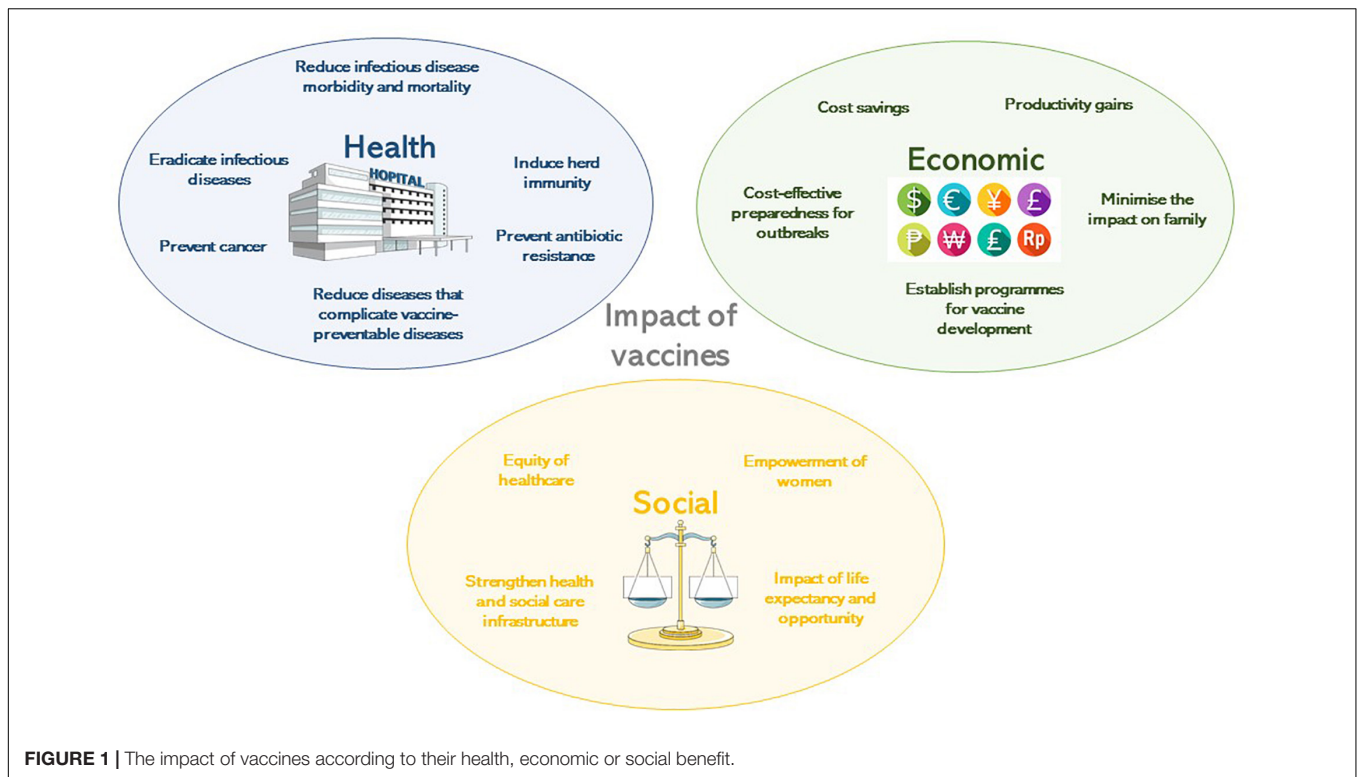 Health
Reduce infectious disease
morbidity and mortality
Eradicate infectious
diseases
HOPITAL
Induce herd
immunity
Prevent cancer
Prevent antibiotic
resistance
Reduce diseases that
complicate vaccine-
preventable diseases
Economic
Cost savings
Productivity gains
Cost-effective
preparedness for
outbreaks
$ € ¥ £
₱ ₩ £ Rp
Minimise the
impact on family
Establish programmes
for vaccine
development
Impact of
vaccines
Social
Equity of
healthcare
Empowerment of
women
Strengthen health
and social care
infrastructure
Impact of life
expectancy and
opportunity
FIGURE 1 | The impact of vaccines according to their health, economic or social benefit.